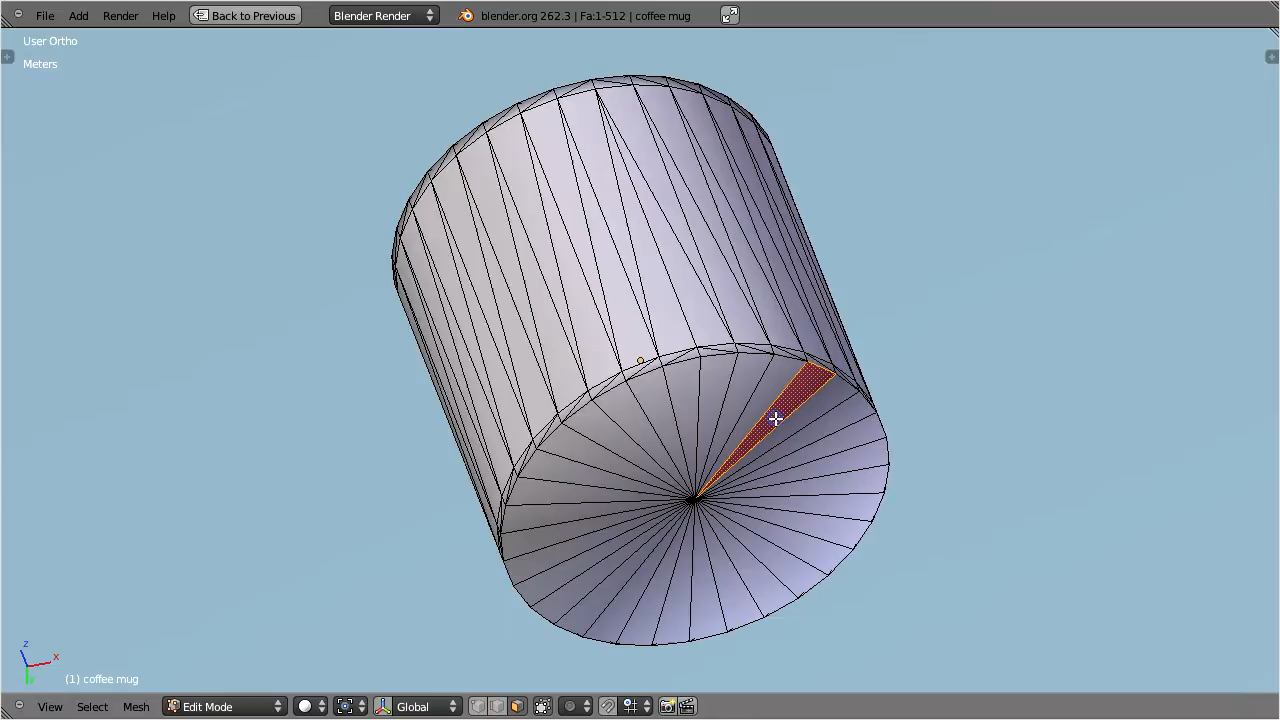 File Add Render Help Back to Previous Blender Render blender.org 262.3 | Fa:1-512 | coffee mug
User Ortho
Meters
z
x
y
(1) coffee mug
View Select Mesh Edit Mode Global